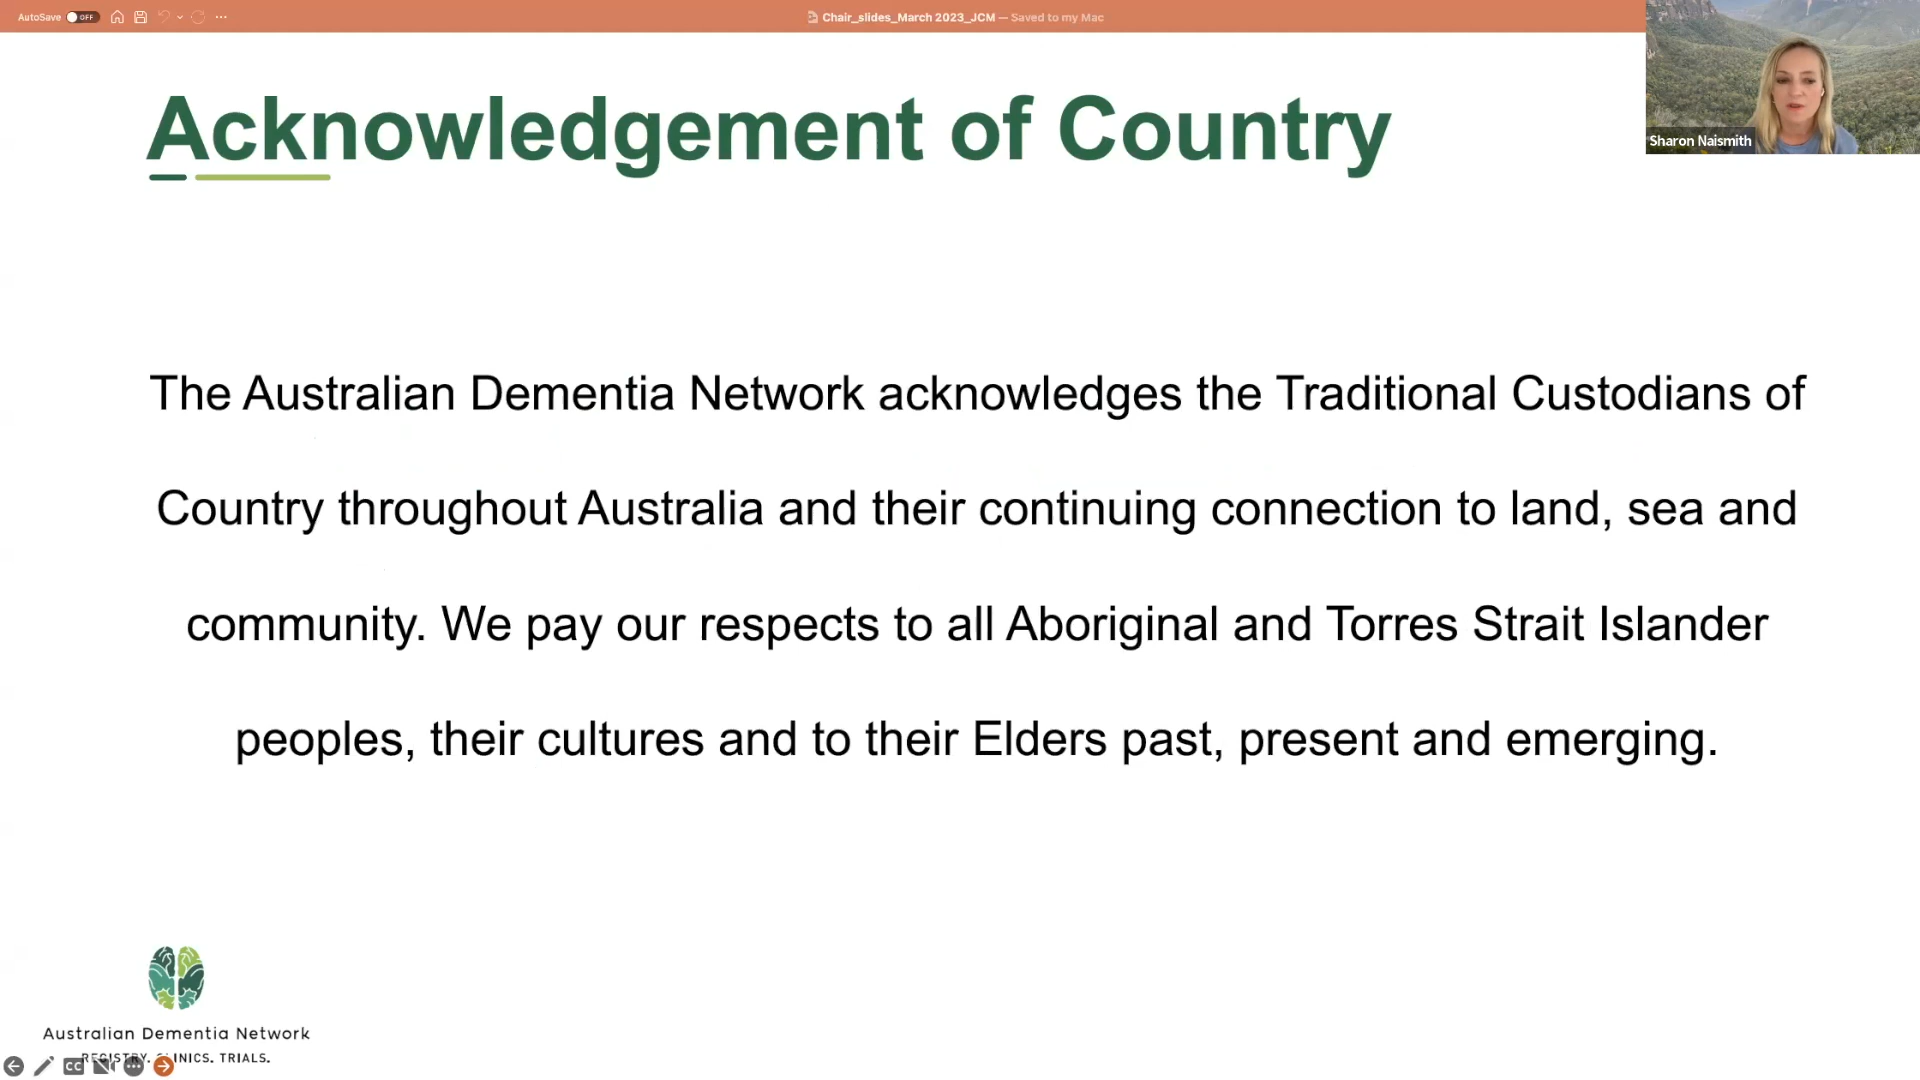 AutoSave OFF
Chair_slides_March 2023_JCM — Saved to my Mac
Sharon Naismith
Acknowledgement of Country
The Australian Dementia Network acknowledges the Traditional Custodians of
Country throughout Australia and their continuing connection to land, sea and
community. We pay our respects to all Aboriginal and Torres Strait Islander
peoples, their cultures and to their Elders past, present and emerging.
Australian Dementia Network
REGISTRY. CLINICS. TRIALS.
CC